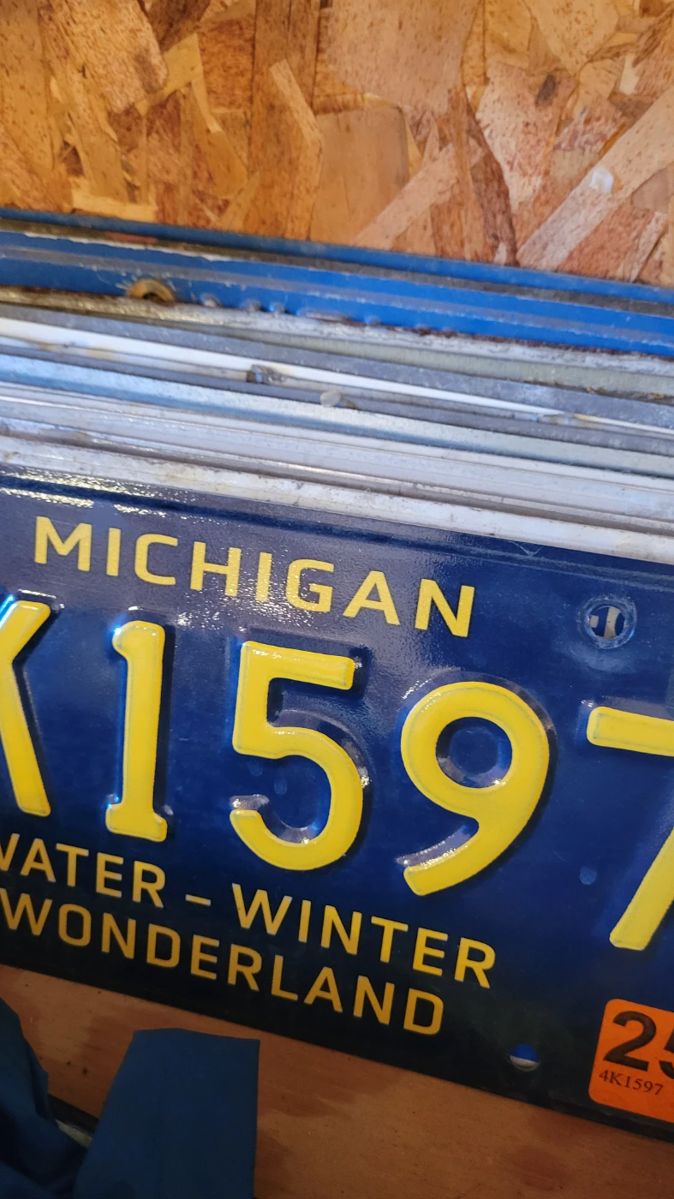 MICHIGAN
K1597
WATER – WINTER
WONDERLAND
25
4K1597